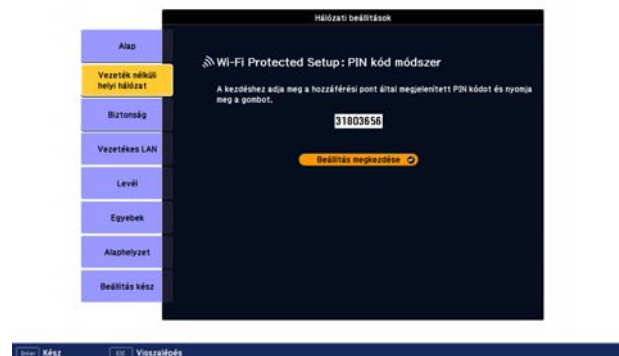 Hálózati beállítások
Alap
Vezeték nélküli
helyi hálózat
Biztonság
Vezetékes LAN
Levél
Egyebek
Alaphelyzet
Beállítás kész
Wi-Fi Protected Setup: PIN kód módszer
A kezdéshez adja meg a hozzáférési pont által megjelenített PIN kódot és nyomja
meg a gombot.
31803656
Beállítás megkezdése
Enter Kész
ESC Visszalépés